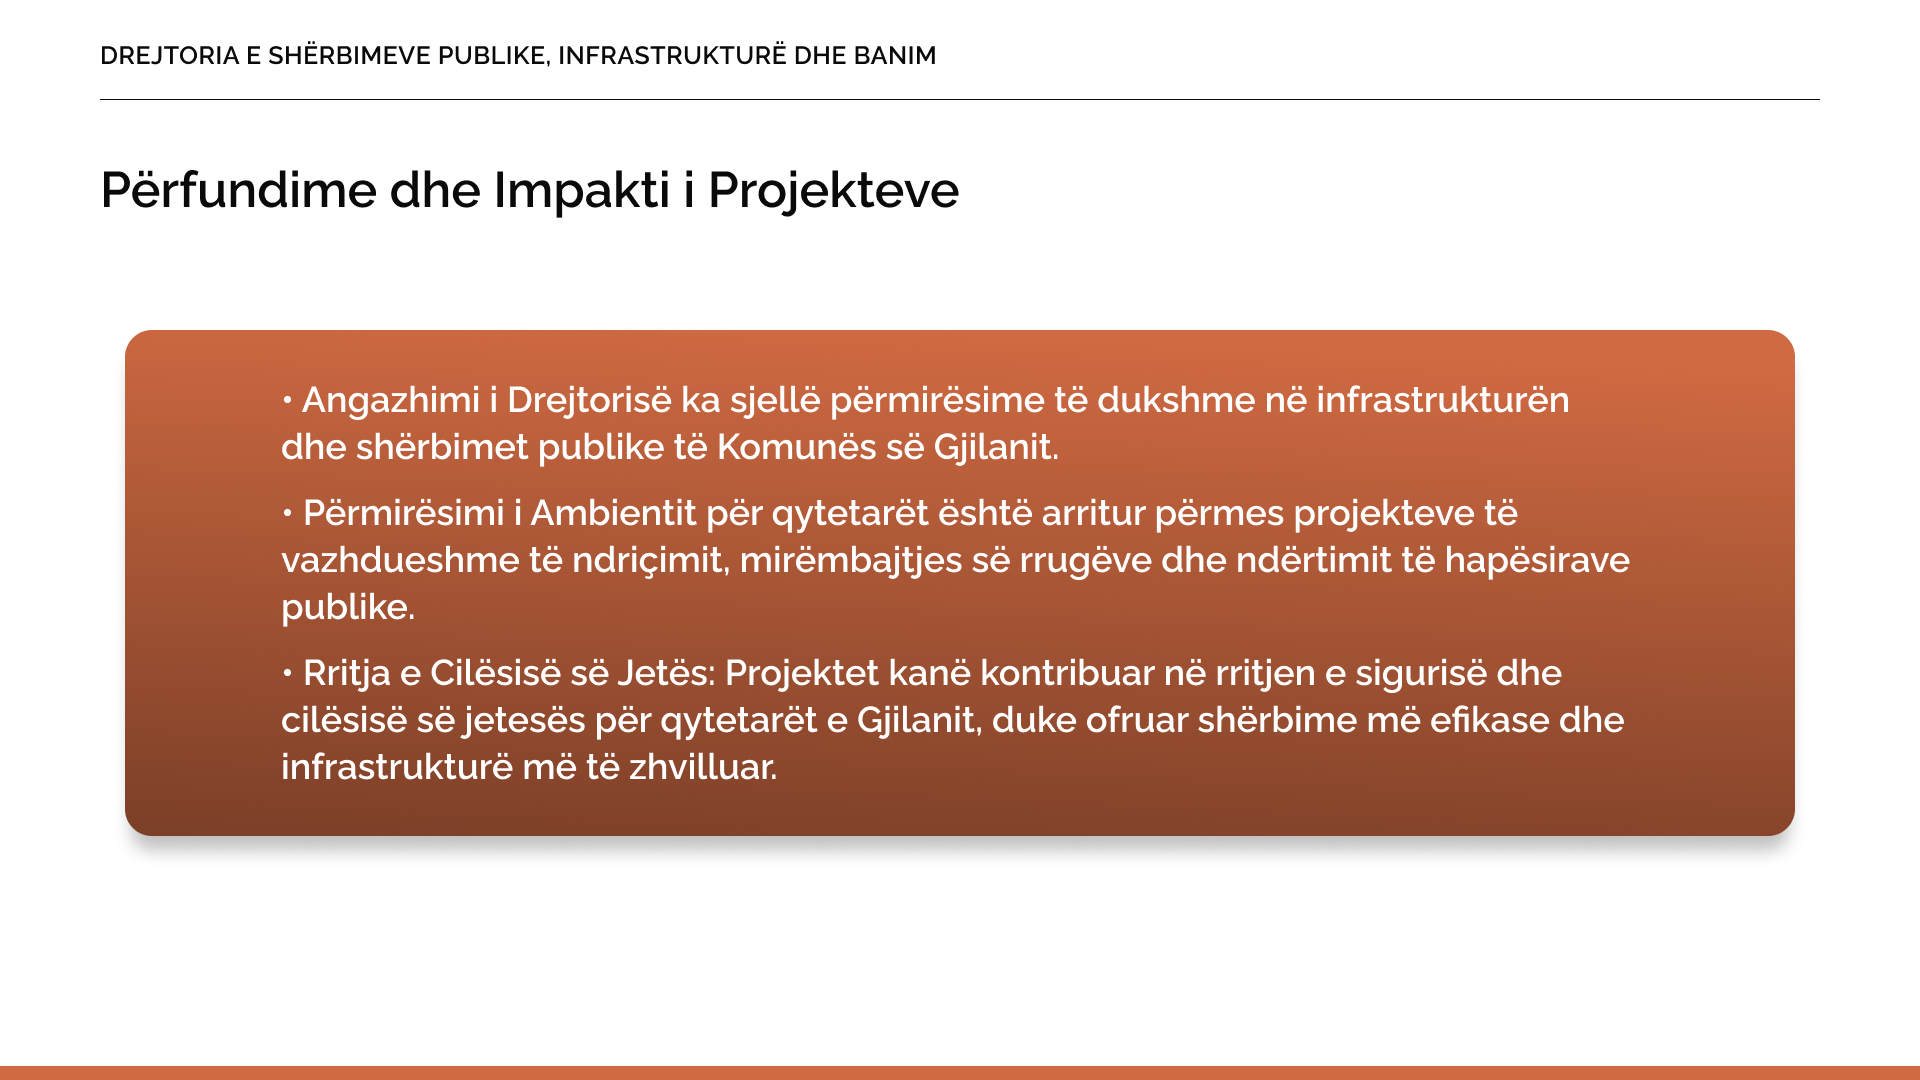 DREJTORIA E SHËRBIMEVE PUBLIKE, INFRASTRUKTURË DHE BANIM
Përfundime dhe Impakti i Projekteve
• Angazhimi i Drejtorisë ka sjellë përmirësime të dukshme në infrastrukturën
dhe shërbimet publike të Komunës së Gjilanit.
• Përmirësimi i Ambientit për qytetarët është arritur përmes projekteve të
vazhdueshme të ndriçimit, mirëmbajtjes së rrugëve dhe ndërtimit të hapësirave
publike.
• Rritja e Cilësisë së Jetës: Projektet kanë kontribuar në rritjen e sigurisë dhe
cilësisë së jetesës për qytetarët e Gjilanit, duke ofruar shërbime më efikase dhe
infrastrukturë më të zhvilluar.